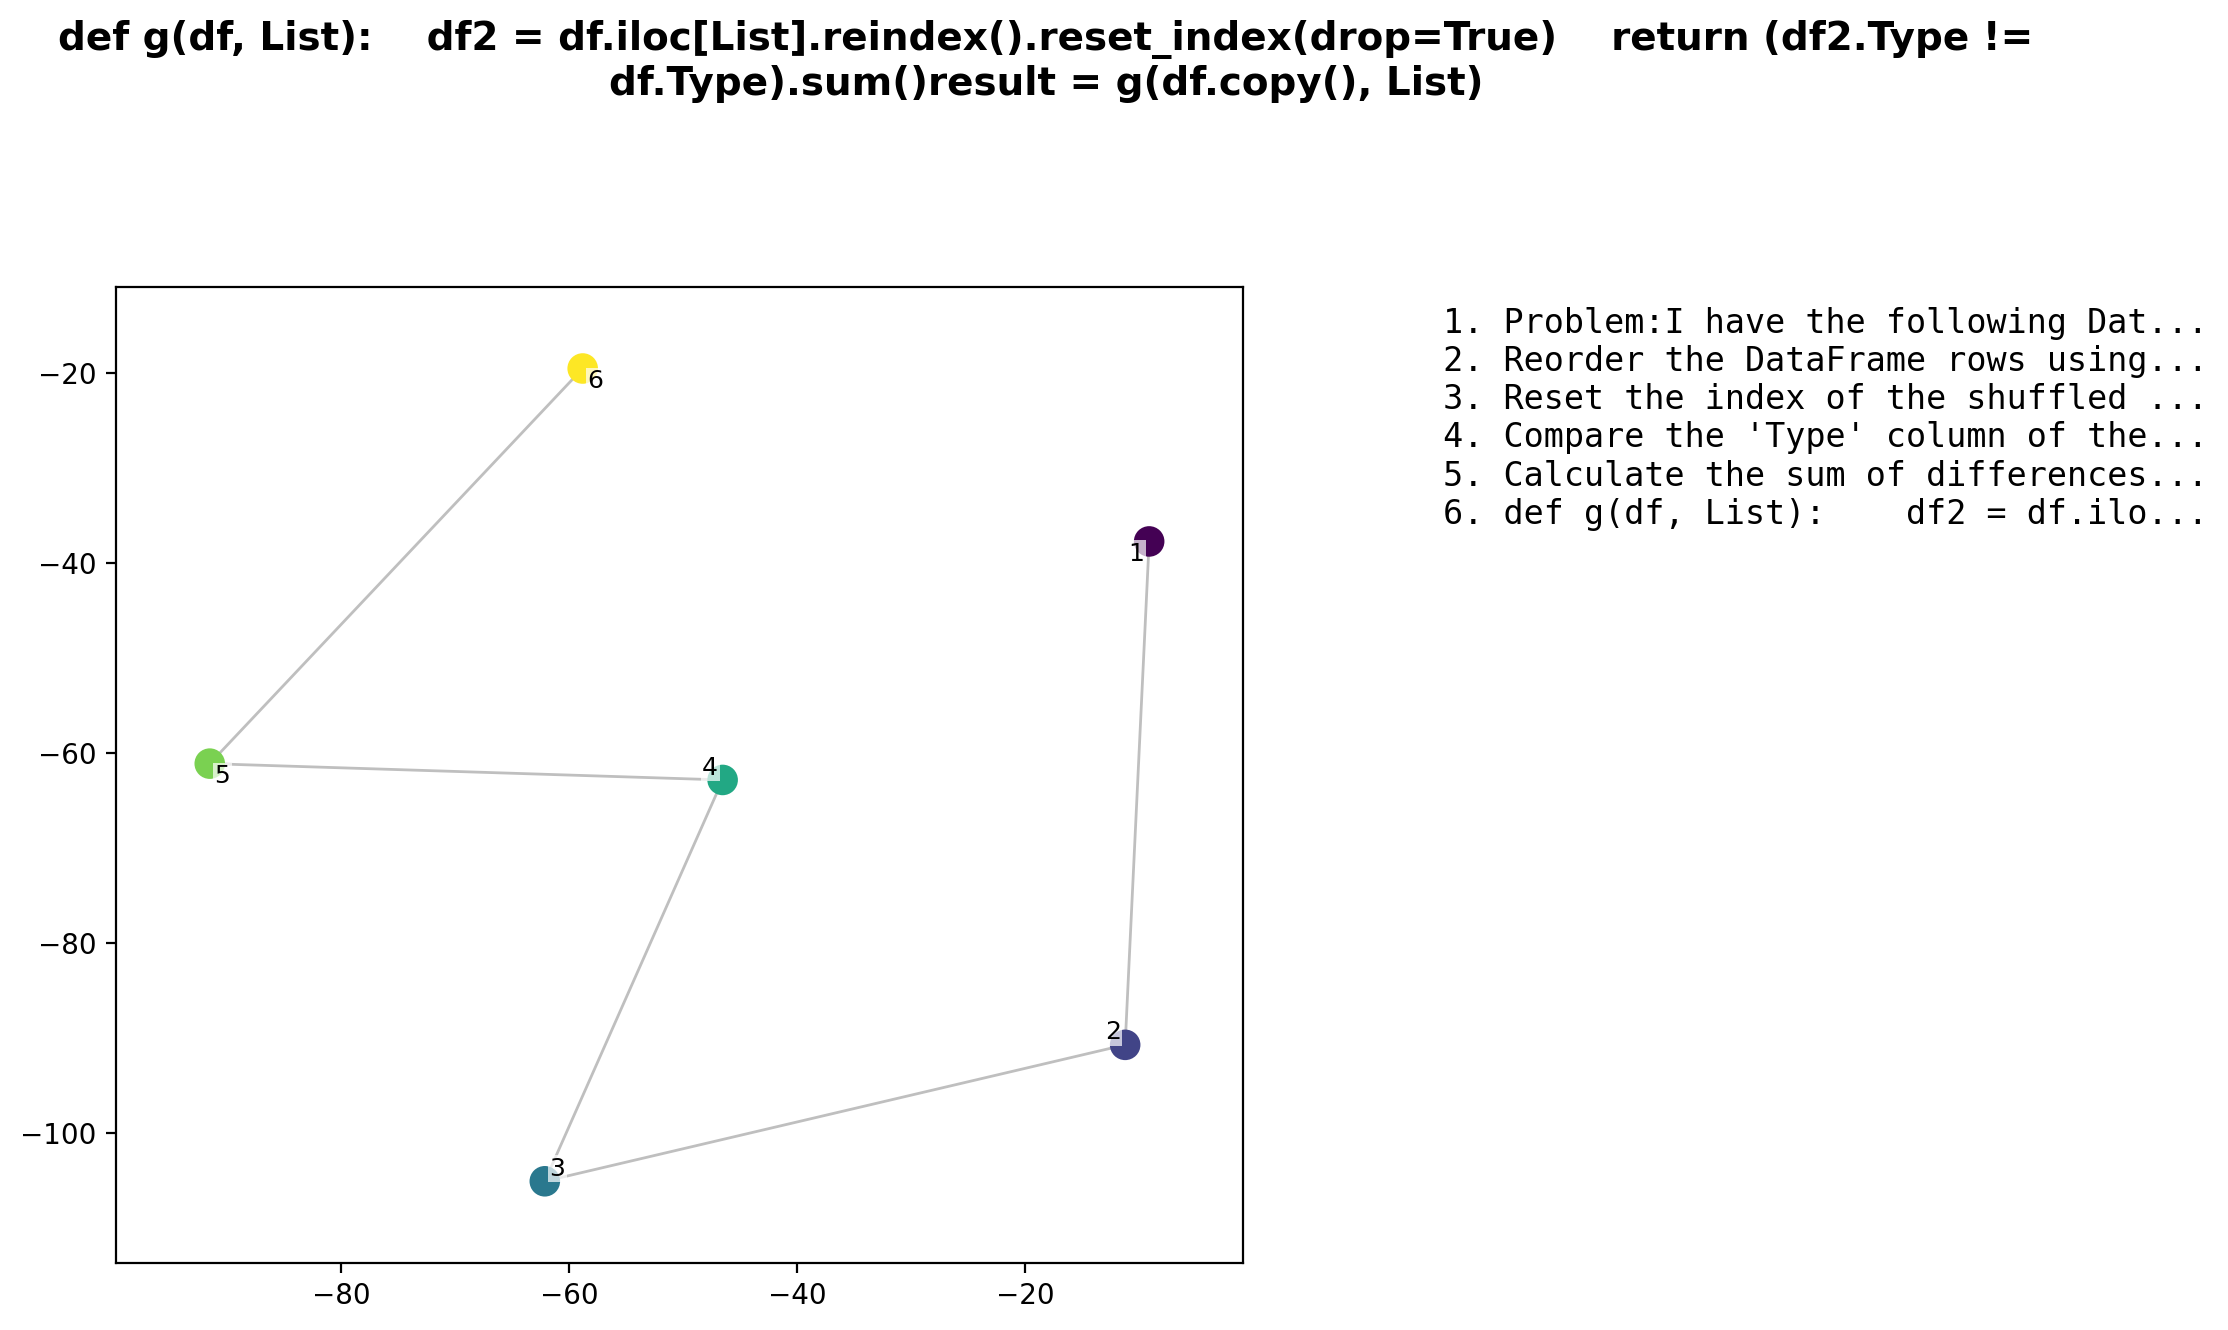 def g(df, List):    df2 = df.iloc[List].reindex().reset_index(drop=True)    return (df2.Type !=
df.Type).sum()result = g(df.copy(), List)
1. Problem:I have the following Dat...
2. Reorder the DataFrame rows using...
3. Reset the index of the shuffled ...
4. Compare the 'Type' column of the...
5. Calculate the sum of differences...
6. def g(df, List):    df2 = df.ilo...
−20
−40
−60
−80
−100
6
1
4
5
2
3
−80
−60
−40
−20